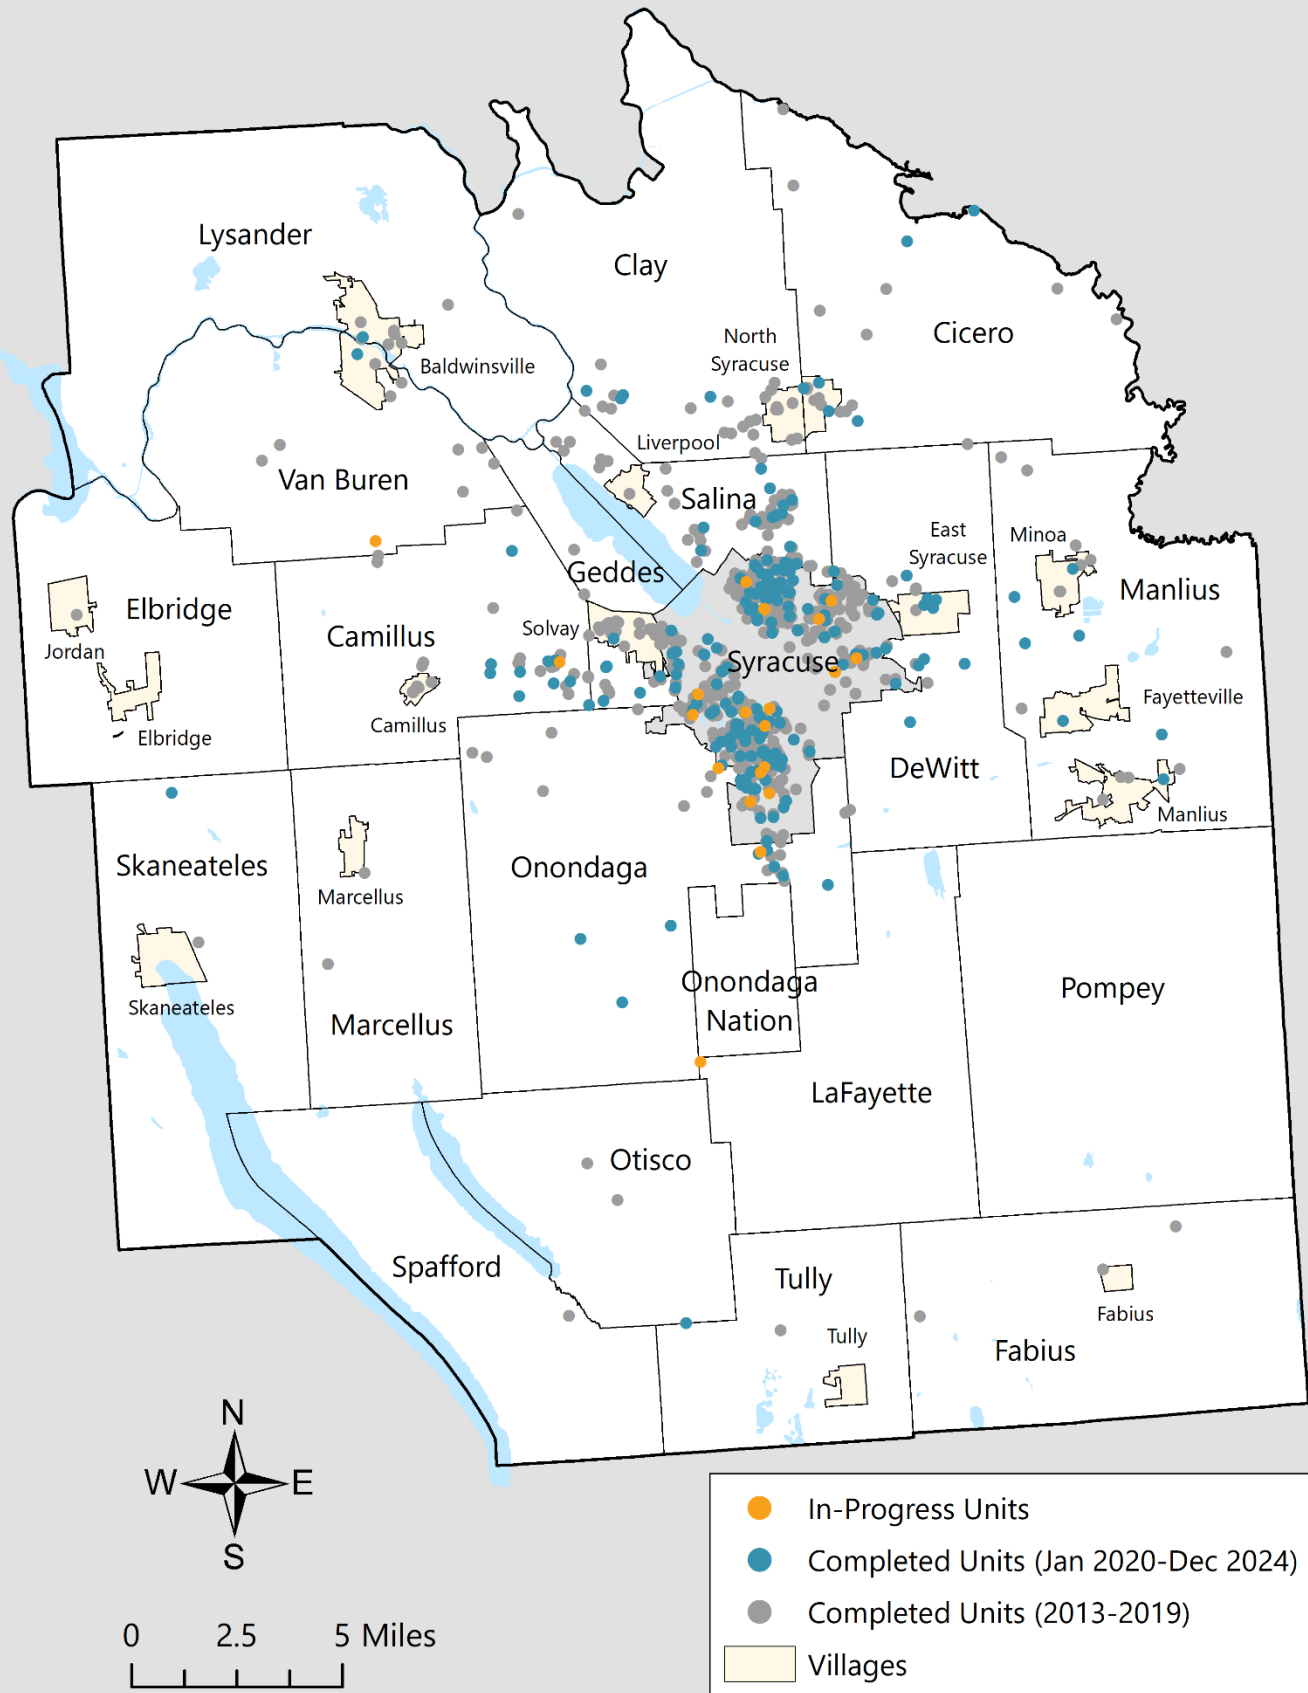 Lysander
Clay
Cicero
North
Syracuse
Baldwinsville
Liverpool
Van Buren
Salina
East
Syracuse
Minoa
Geddes
Manlius
Elbridge
Jordan
Camillus
Solvay
Syracuse
Fayetteville
Camillus
Elbridge
DeWitt
Manlius
Skaneateles
Onondaga
Marcellus
Onondaga
Nation
Pompey
Skaneateles
Marcellus
LaFayette
Otisco
Spafford
Tully
Fabius
Tully
Fabius
N
W E
S
In-Progress Units
Completed Units (Jan 2020-Dec 2024)
Completed Units (2013-2019)
Villages
0 2.5 5 Miles